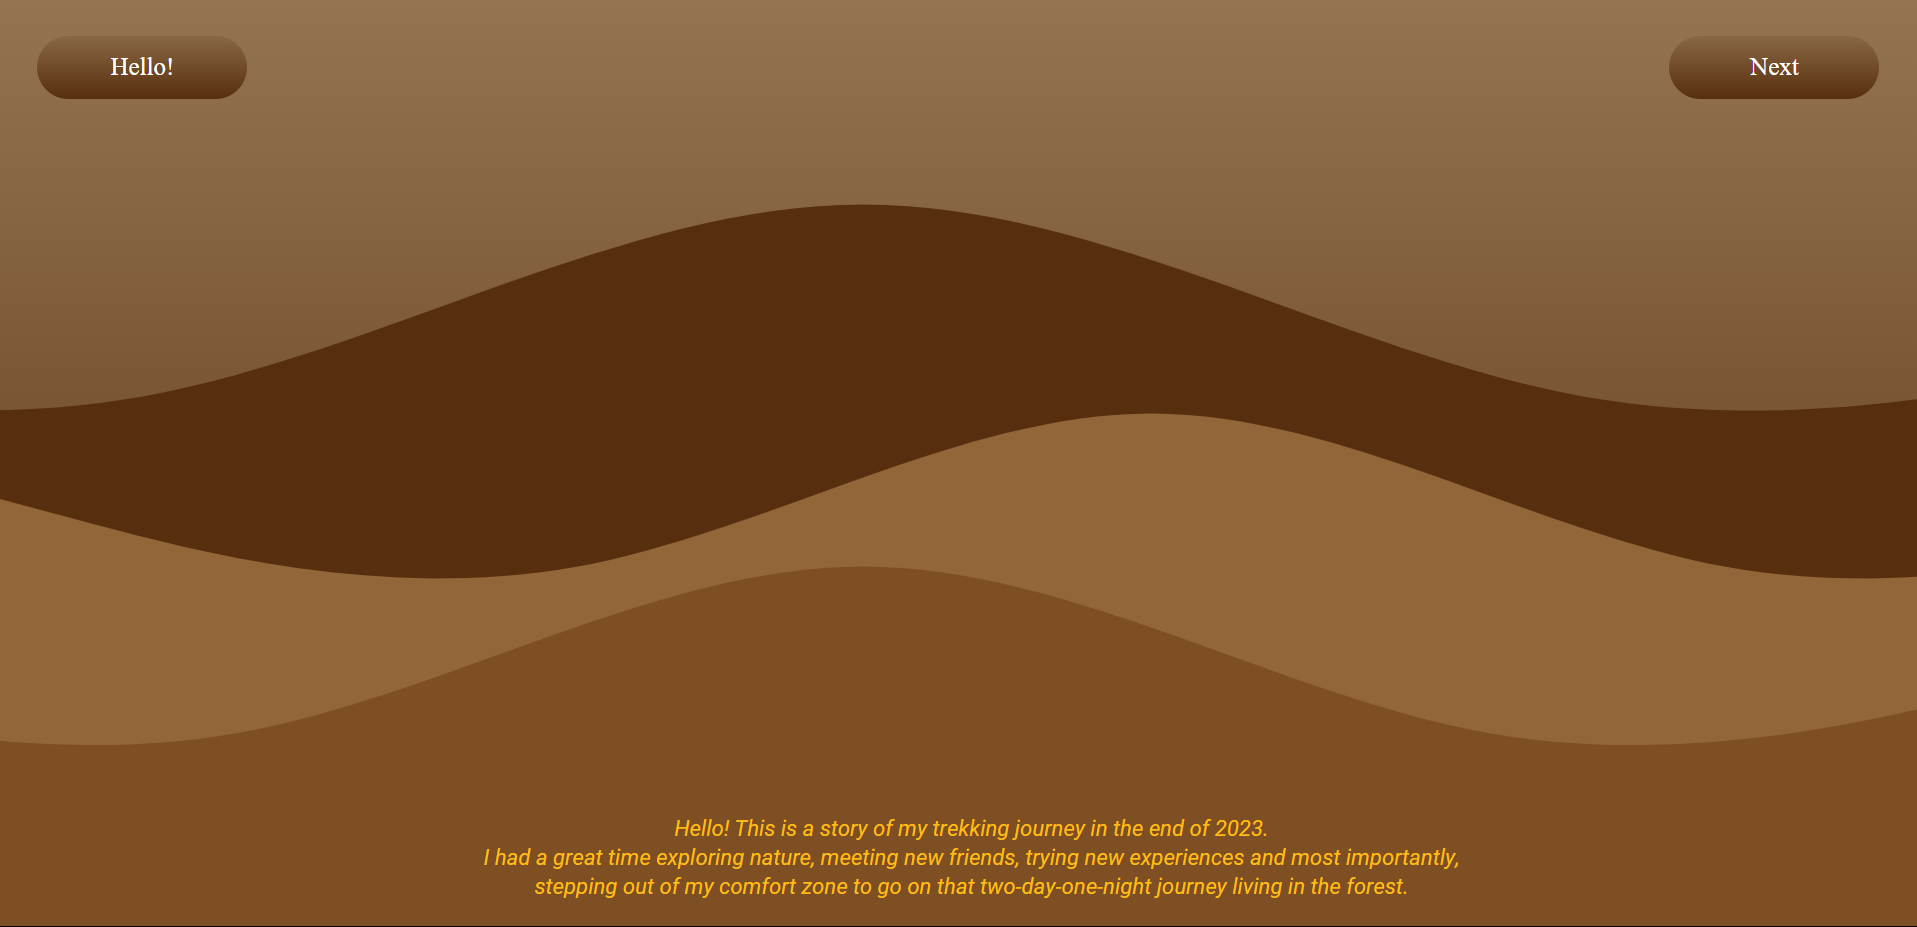 Hello!
Next
Hello! This is a story of my trekking journey in the end of 2023.
I had a great time exploring nature, meeting new friends, trying new experiences and most importantly,
stepping out of my comfort zone to go on that two-day-one-night journey living in the forest.